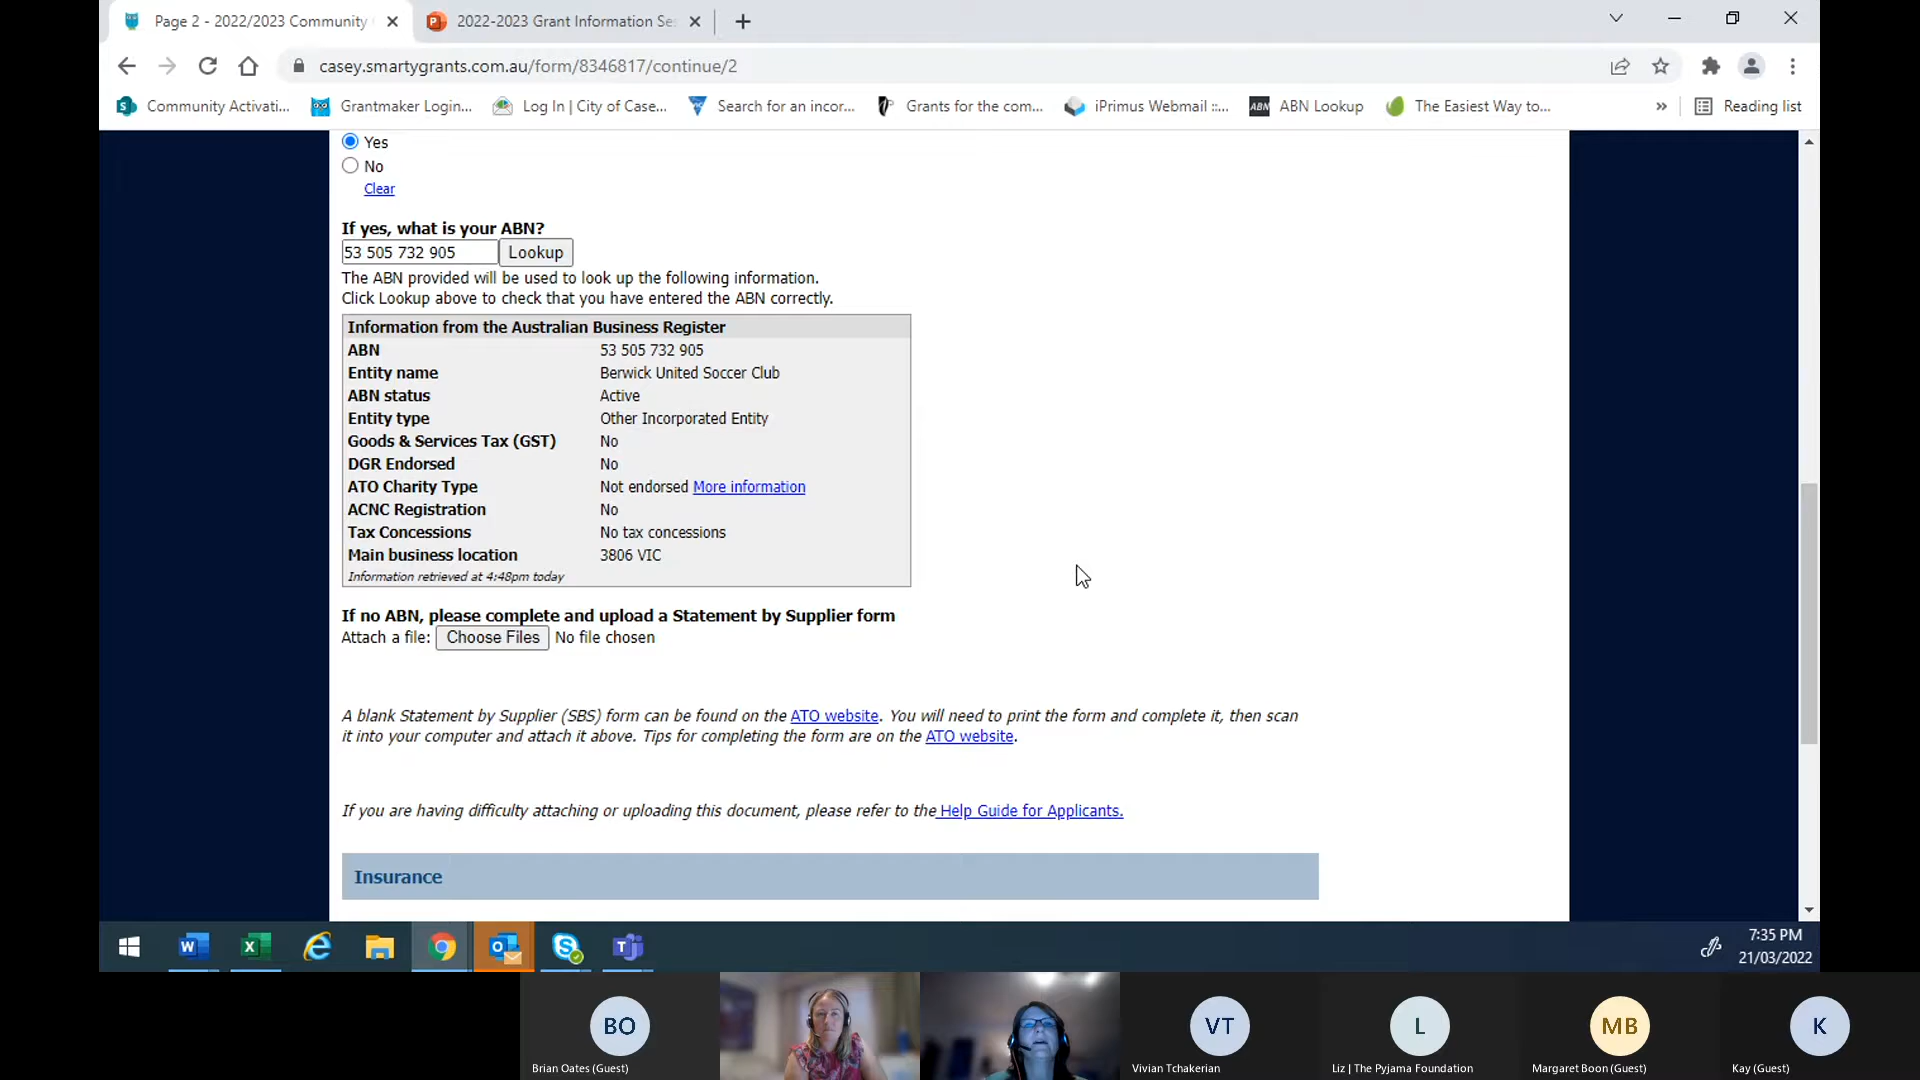 Page 2 - 2022/2023 Community
2022-2023 Grant Information Ses
casey.smartygrants.com.au/form/8346817/continue/2
Community Activati...
Grantmaker Login...
Log In | City of Case...
Search for an incor...
Grants for the com...
iPrimus Webmail ::...
ABN
ABN Lookup
The Easiest Way to...
»
Reading list
Yes
No
Clear
If yes, what is your ABN?
53 505 732 905
Lookup
The ABN provided will be used to look up the following information.
Click Lookup above to check that you have entered the ABN correctly.
Information from the Australian Business Register
ABN 53 505 732 905
Entity name Berwick United Soccer Club
ABN status Active
Entity type Other Incorporated Entity
Goods & Services Tax (GST) No
DGR Endorsed No
ATO Charity Type Not endorsed More information
ACNC Registration No
Tax Concessions No tax concessions
Main business location 3806 VIC
Information retrieved at 4:48pm today
If no ABN, please complete and upload a Statement by Supplier form
Attach a file: Choose Files No file chosen
A blank Statement by Supplier (SBS) form can be found on the ATO website. You will need to print the form and complete it, then scan
it into your computer and attach it above. Tips for completing the form are on the ATO website.
If you are having difficulty attaching or uploading this document, please refer to the Help Guide for Applicants.
Insurance
7:35 PM
21/03/2022
BO
VT
L
MB
K
Brian Oates (Guest)
Vivian Tchakerian
Liz | The Pyjama Foundation
Margaret Boon (Guest)
Kay (Guest)